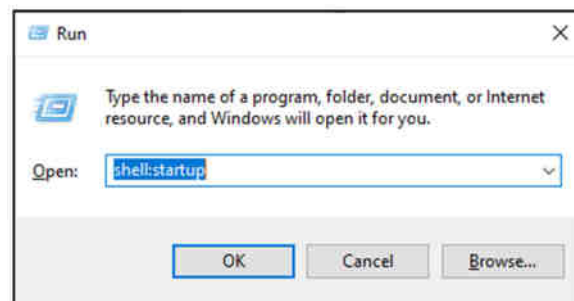 Run
Type the name of a program, folder, document, or Internet
resource, and Windows will open it for you.
Open:
shell:startup
OK
Cancel
Browse...